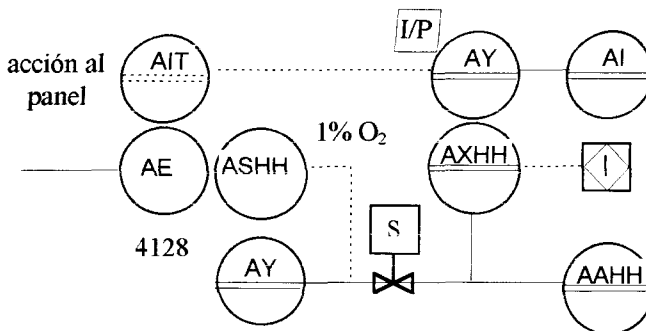 I/P
acción al
panel
AIT
AY
AI
1% O₂
AE
ASHH
AXHH
I
4128
S
AY
AAHH